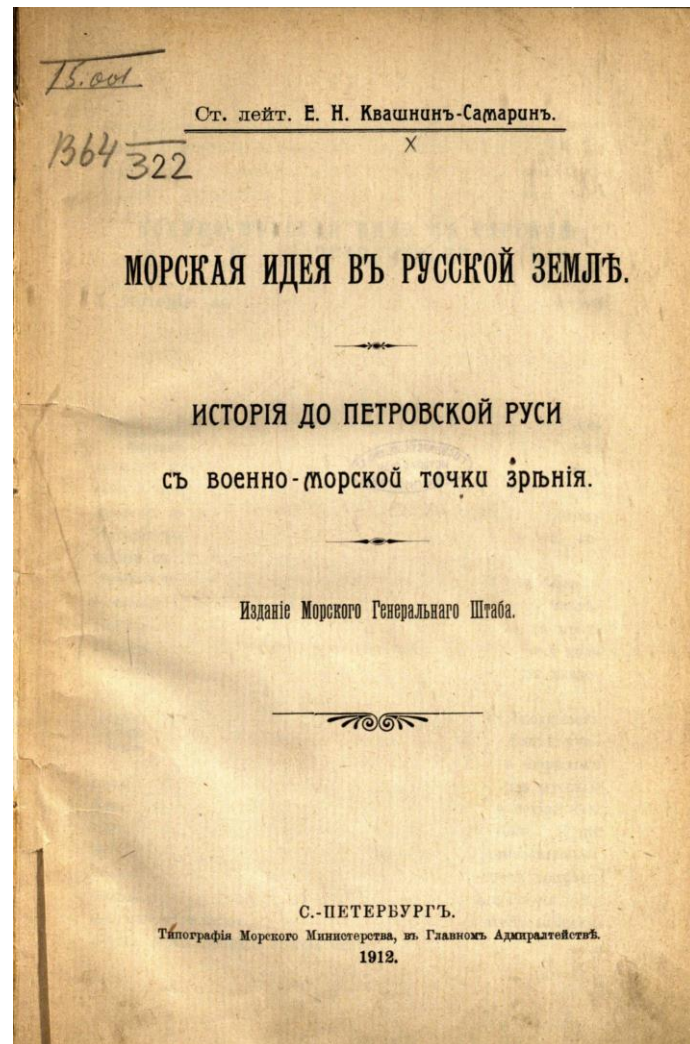 15.001
Ст. лейт. Е. Н. Квашнинъ-Самаринъ.
1364
322
МОРСКАЯ ИДЕЯ ВЪ РУССКОЙ ЗЕМЛѢ.
ИСТОРІЯ ДО ПЕТРОВСКОЙ РУСИ
СЪ ВОЕННО-МОРСКОЙ ТОЧКИ ЗРѢНІЯ.
Изданіе Морского Генеральнаго Штаба.
С.-ПЕТЕРБУРГЪ.
Типографія Морского Министерства, въ Главномъ Адмиралтействѣ.
1912.